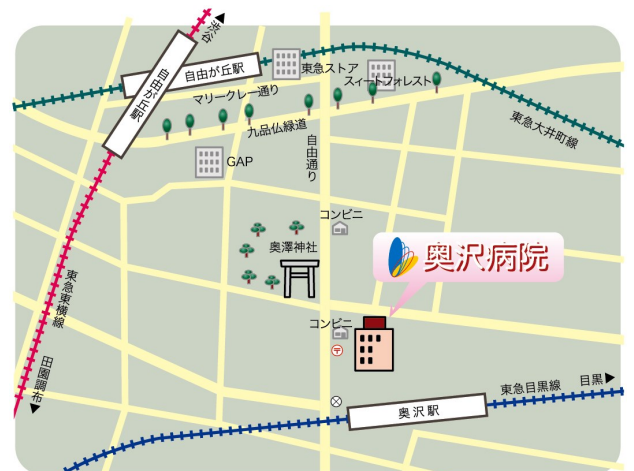 渋谷
自由が丘駅
自由が丘駅
東急ストア
スィートフォレスト
マリークレー通り
九品仏緑道
東急大井町線
自由通り
GAP
コンビニ
奥澤神社
奥沢病院
東急東横線
コンビニ
〒
田園調布
東急目黒線
目黒
奥沢駅